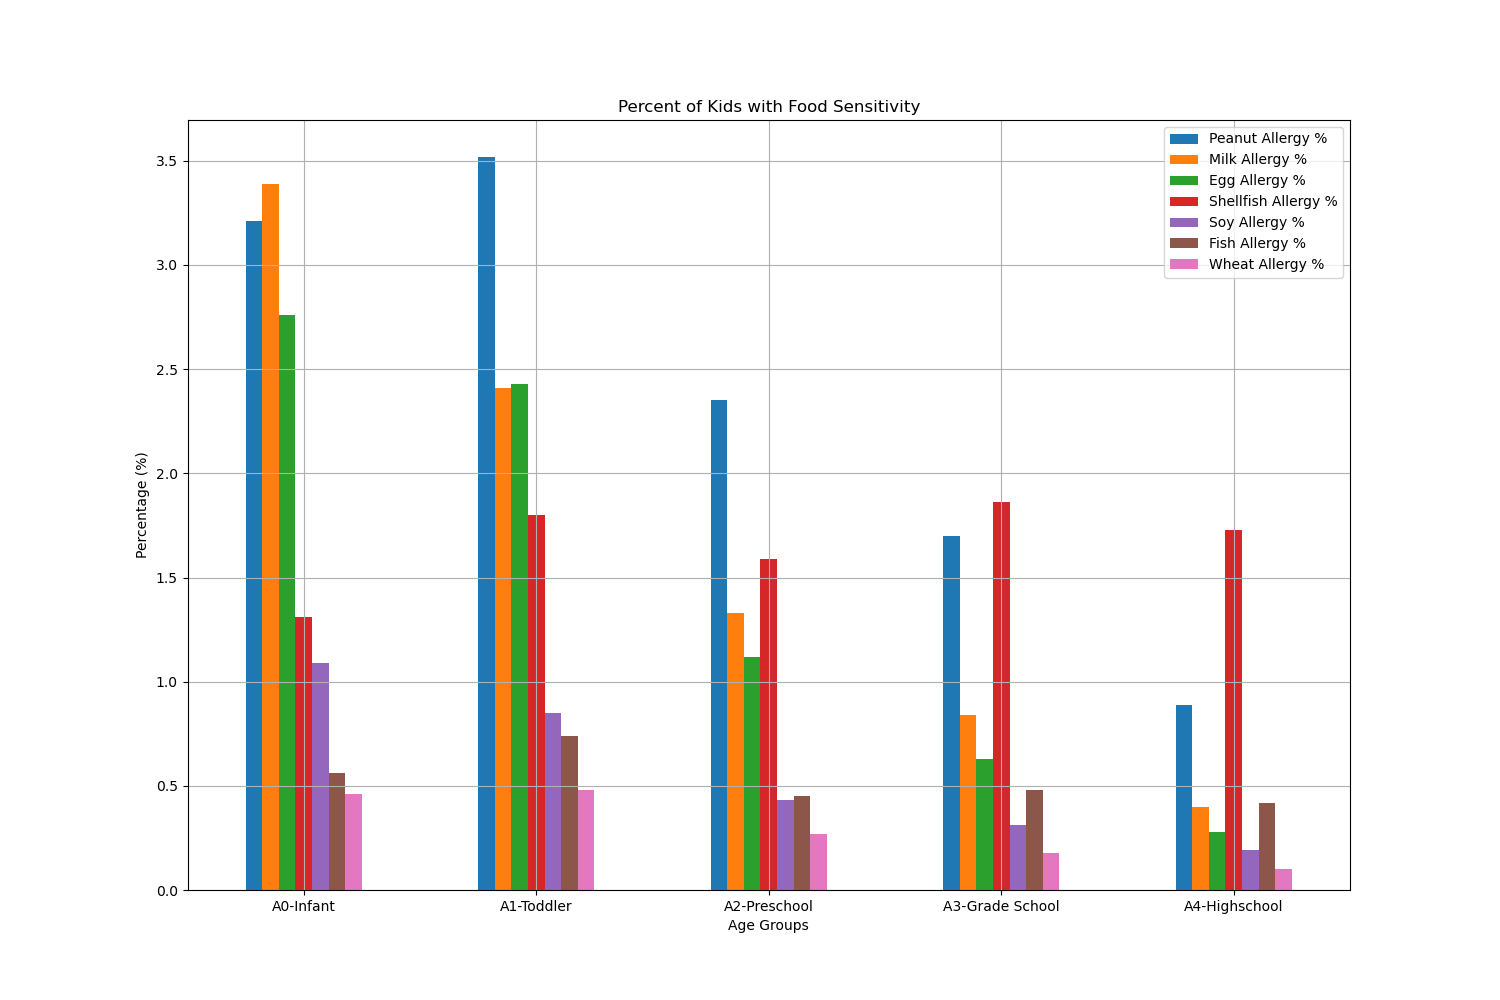 Percent of Kids with Food Sensitivity
Peanut Allergy %
Milk Allergy %
Egg Allergy %
Shellfish Allergy %
Soy Allergy %
Fish Allergy %
Wheat Allergy %
3.5
3.0
2.5
2.0
1.5
1.0
0.5
0.0
Percentage (%)
A0-Infant A1-Toddler A2-Preschool A3-Grade School A4-Highschool
Age Groups